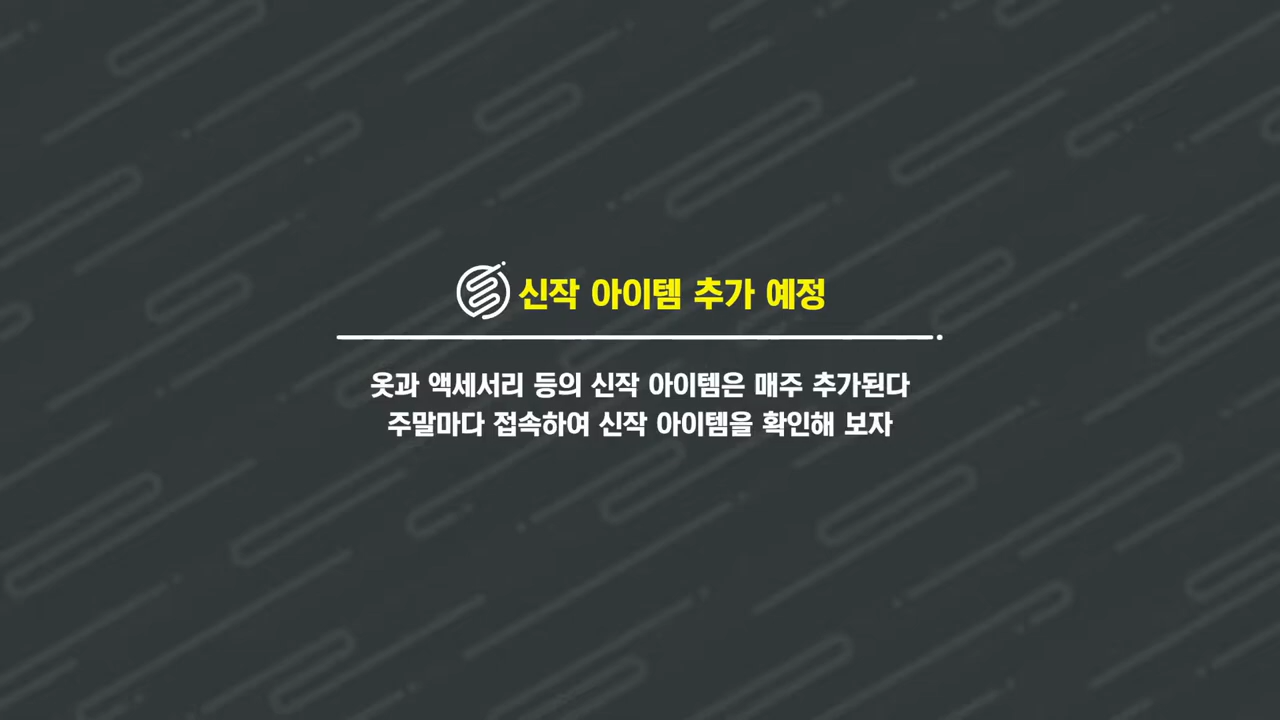 신작 아이템 추가 예정
옷과 액세서리 등의 신작 아이템은 매주 추가된다
주말마다 접속하여 신작 아이템을 확인해 보자